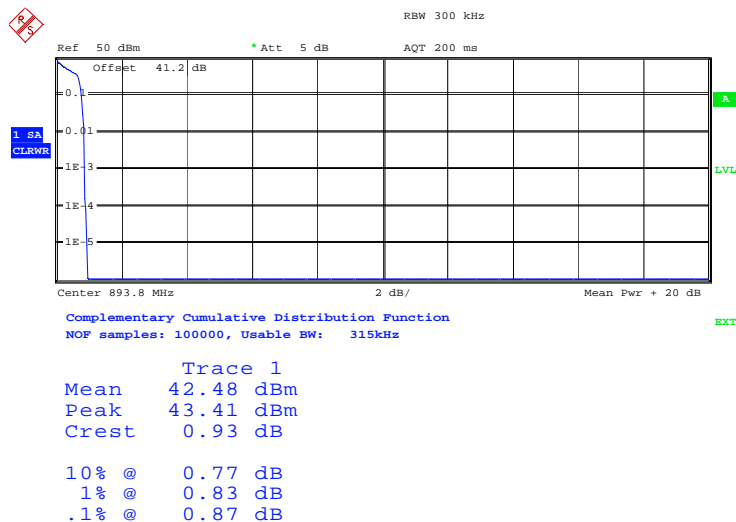 R S
RBW 300 kHz
Ref 50 dBm * Att 5 dB AQT 200 ms
Offset 41.2 dB
0.1
A
0.01
1 SA
CLRWR
1E-3
LVL
1E-4
1E-5
Center 893.8 MHz 2 dB/ Mean Pwr + 20 dB
Complementary Cumulative Distribution Function
EXT
NOF samples: 100000, Usable BW: 315kHz
Trace 1
Mean 42.48 dBm
Peak 43.41 dBm
Crest 0.93 dB
10% @ 0.77 dB
1% @ 0.83 dB
.1% @ 0.87 dB